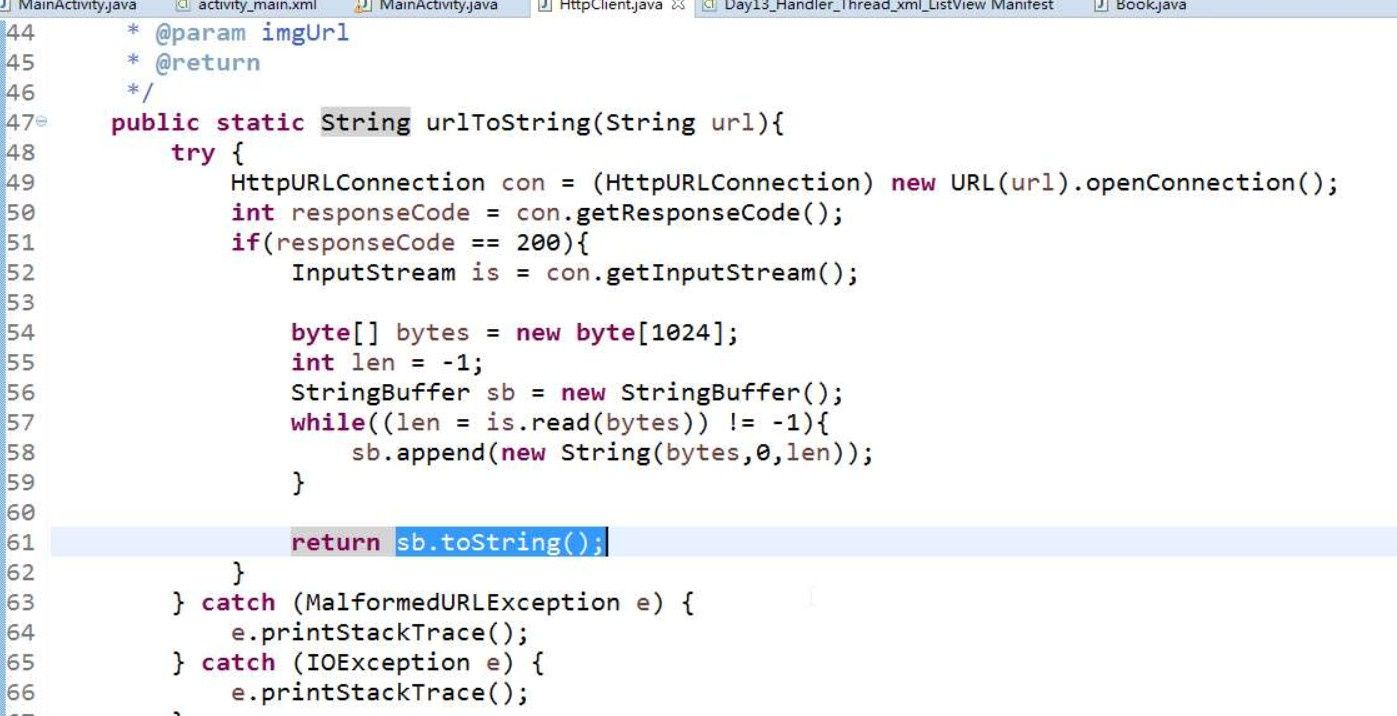 MainActivity.java activity_main.xml MainActivity.java HttpClient.java Day13_Handler_Thread_xml_ListView Manifest Book.java
44 * @param imgUrl
45 * @return
46 */
47 public static String urlToString(String url){
48 try {
49 HttpURLConnection con = (HttpURLConnection) new URL(url).openConnection();
50 int responseCode = con.getResponseCode();
51 if(responseCode == 200){
52 InputStream is = con.getInputStream();
53
54 byte[] bytes = new byte[1024];
55 int len = -1;
56 StringBuffer sb = new StringBuffer();
57 while((len = is.read(bytes)) != -1){
58 sb.append(new String(bytes,0,len));
59 }
60
61 return sb.toString();
62 }
63 } catch (MalformedURLException e) {
64 e.printStackTrace();
65 } catch (IOException e) {
66 e.printStackTrace();